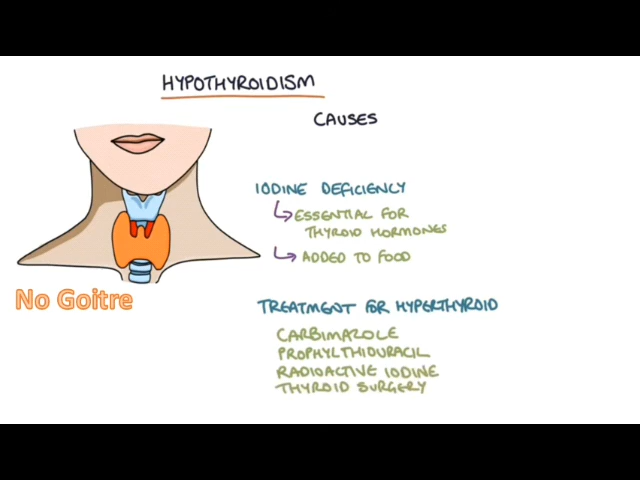 HYPOTHYROIDISM
CAUSES
IODINE DEFICIENCY
ESSENTIAL FOR
THYROID HORMONES
ADDED TO FOOD
No Goitre
TREATMENT FOR HYPERTHYROID
CARBIMAZOLE
PROPHYLTHIOURACIL
RADIOACTIVE IODINE
THYROID SURGERY